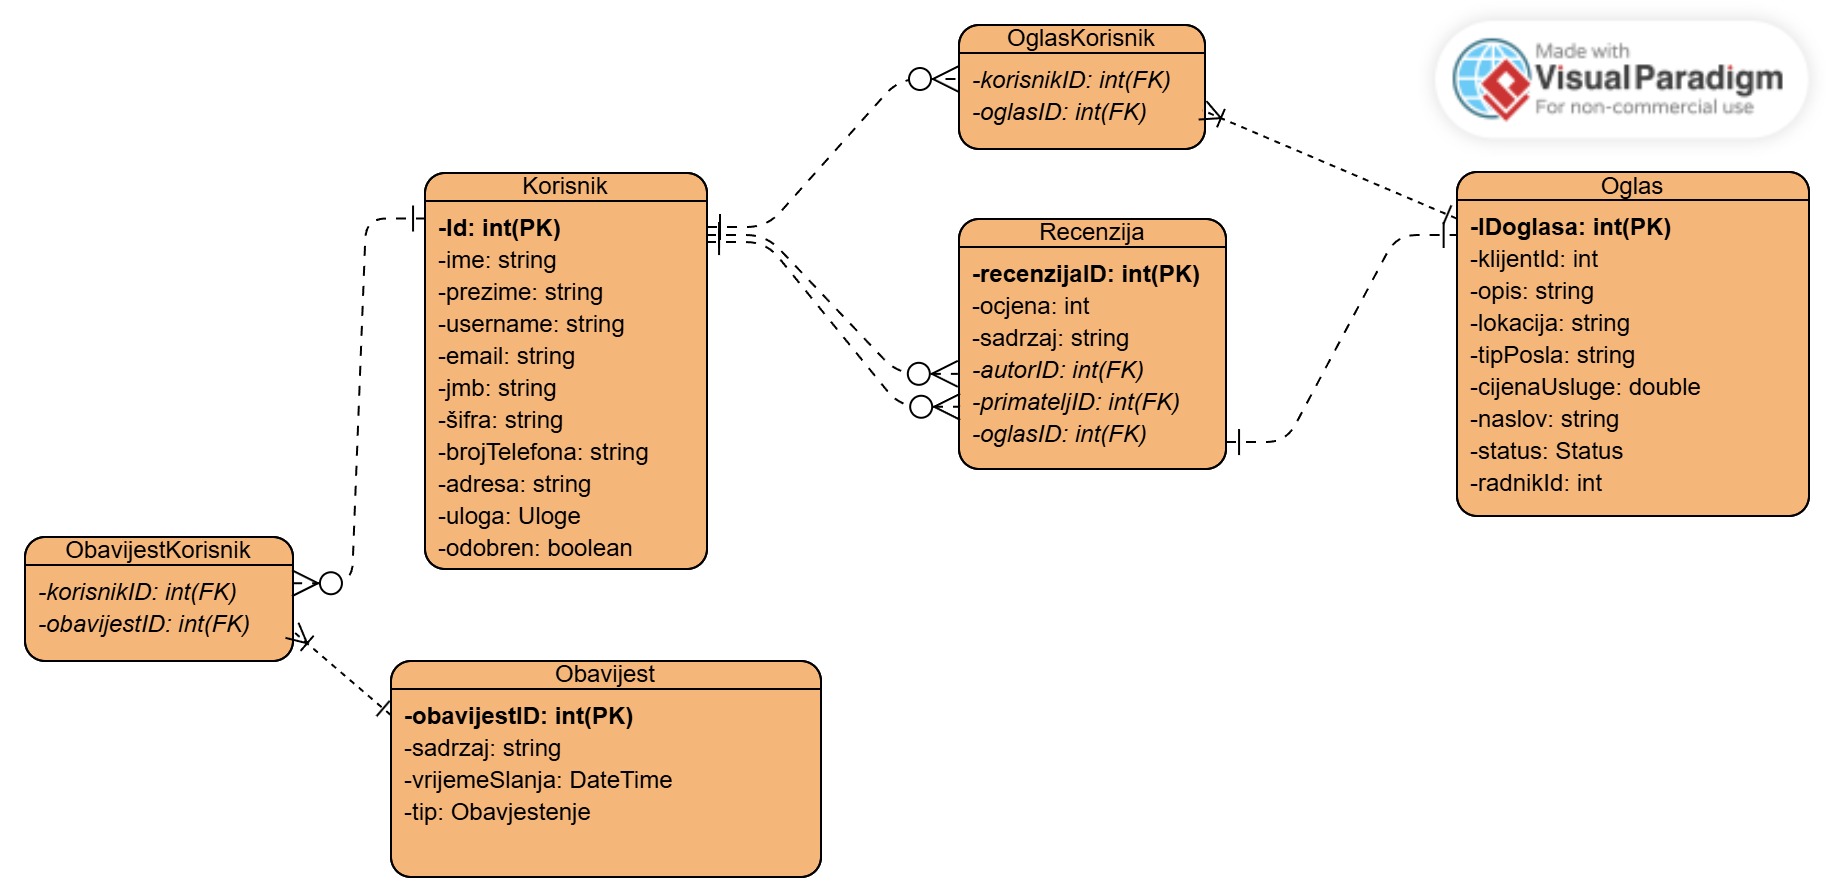 OglasKorisnik
-korisnikID: int(FK)
-oglasID: int(FK)
Made with
Visual Paradigm
For non-commercial use
Korisnik
-Id: int(PK)
-ime: string
-prezime: string
-username: string
-email: string
-jmb: string
-šifra: string
-brojTelefona: string
-adresa: string
-uloga: Uloge
-odobren: boolean
Recenzija
-recenzijaID: int(PK)
-ocjena: int
-sadrzaj: string
-autorID: int(FK)
-primateljID: int(FK)
-oglasID: int(FK)
Oglas
-IDoglasa: int(PK)
-klijentId: int
-opis: string
-lokacija: string
-tipPosla: string
-cijenaUsluge: double
-naslov: string
-status: Status
-radnikId: int
ObavijestKorisnik
-korisnikID: int(FK)
-obavijestID: int(FK)
Obavijest
-obavijestID: int(PK)
-sadrzaj: string
-vrijemeSlanja: DateTime
-tip: Obavjestenje